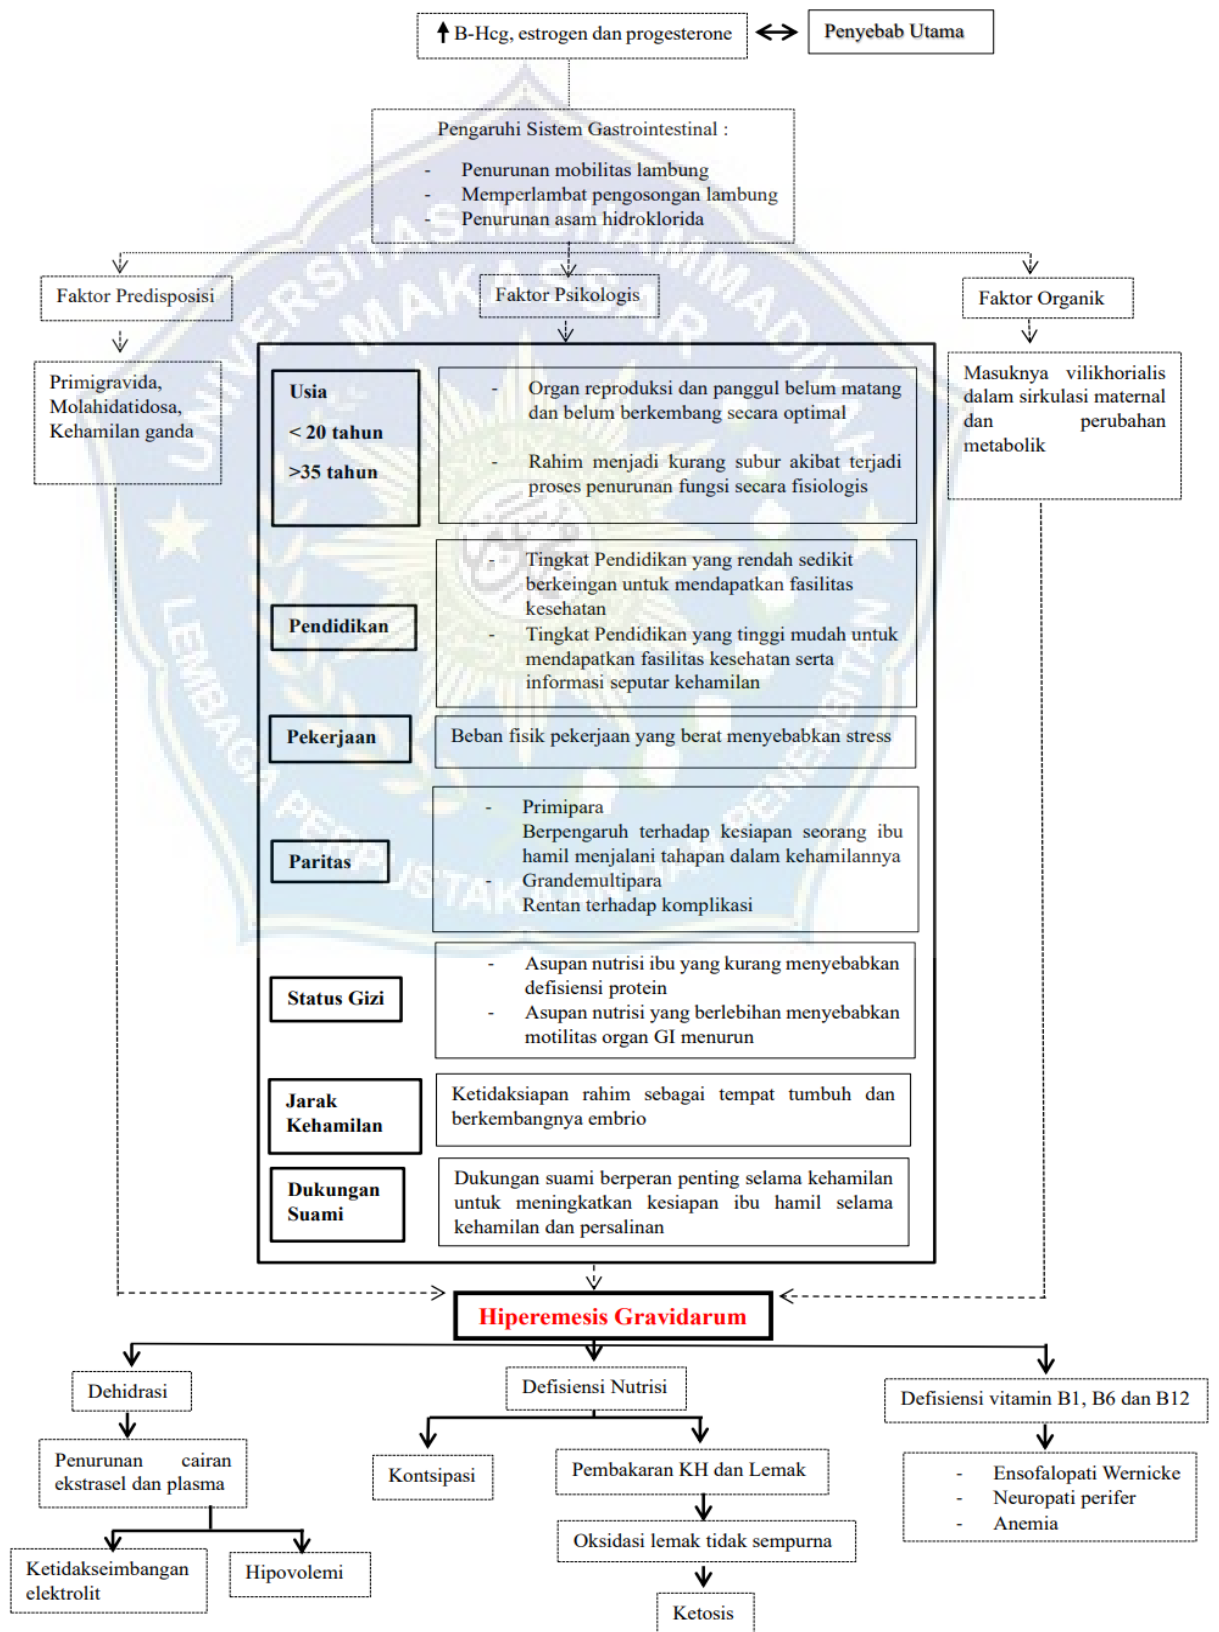 ↑ B-Hcg, estrogen dan progesterone
Penyebab Utama
Pengaruhi Sistem Gastrointestinal :
- Penurunan mobilitas lambung
- Memperlambat pengosongan lambung
- Penurunan asam hidroklorida
Faktor Predisposisi
Faktor Psikologis
Faktor Organik
Primigravida,
Molahidatidosa,
Kehamilan ganda
Masuknya vilikhorialis
dalam sirkulasi maternal
dan perubahan
metabolik
Usia
< 20 tahun
>35 tahun
- Organ reproduksi dan panggul belum matang
dan belum berkembang secara optimal
- Rahim menjadi kurang subur akibat terjadi
proses penurunan fungsi secara fisiologis
Pendidikan
- Tingkat Pendidikan yang rendah sedikit
berkeingan untuk mendapatkan fasilitas
kesehatan
- Tingkat Pendidikan yang tinggi mudah untuk
mendapatkan fasilitas kesehatan serta
informasi seputar kehamilan
Pekerjaan
Beban fisik pekerjaan yang berat menyebabkan stress
Paritas
- Primipara
Berpengaruh terhadap kesiapan seorang ibu
hamil menjalani tahapan dalam kehamilannya
- Grandemultipara
Rentan terhadap komplikasi
Status Gizi
- Asupan nutrisi ibu yang kurang menyebabkan
defisiensi protein
- Asupan nutrisi yang berlebihan menyebabkan
motilitas organ GI menurun
Jarak
Kehamilan
Ketidaksiapan rahim sebagai tempat tumbuh dan
berkembangnya embrio
Dukungan
Suami
Dukungan suami berperan penting selama kehamilan
untuk meningkatkan kesiapan ibu hamil selama
kehamilan dan persalinan
Hiperemesis Gravidarum
Dehidrasi
Defisiensi Nutrisi
Defisiensi vitamin B1, B6 dan B12
Penurunan cairan
ekstrasel dan plasma
Kontsipasi
Pembakaran KH dan Lemak
- Ensofalopati Wernicke
- Neuropati perifer
- Anemia
Oksidasi lemak tidak sempurna
Ketidakseimbangan
elektrolit
Hipovolemi
Ketosis
UNIVERSITAS MUHAMMADIYAH
MAKASSAR
LEMBAGA PERPUSTAKAAN DAN PENERBITAN